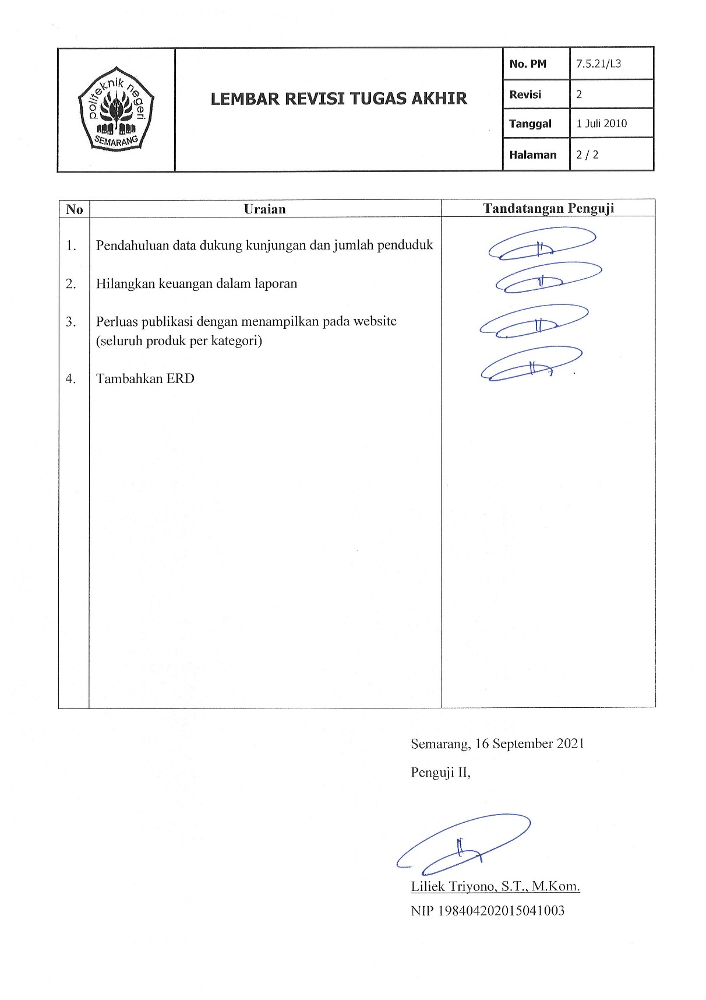 politeknik negeri
SEMARANG
LEMBAR REVISI TUGAS AKHIR
No. PM 7.5.21/L3
Revisi 2
Tanggal 1 Juli 2010
Halaman 2 / 2
No Uraian Tandatangan Penguji
1. Pendahuluan data dukung kunjungan dan jumlah penduduk
2. Hilangkan keuangan dalam laporan
3. Perluas publikasi dengan menampilkan pada website
(seluruh produk per kategori)
4. Tambahkan ERD
Semarang, 16 September 2021
Penguji II,
Liliek Triyono, S.T., M.Kom.
NIP 198404202015041003